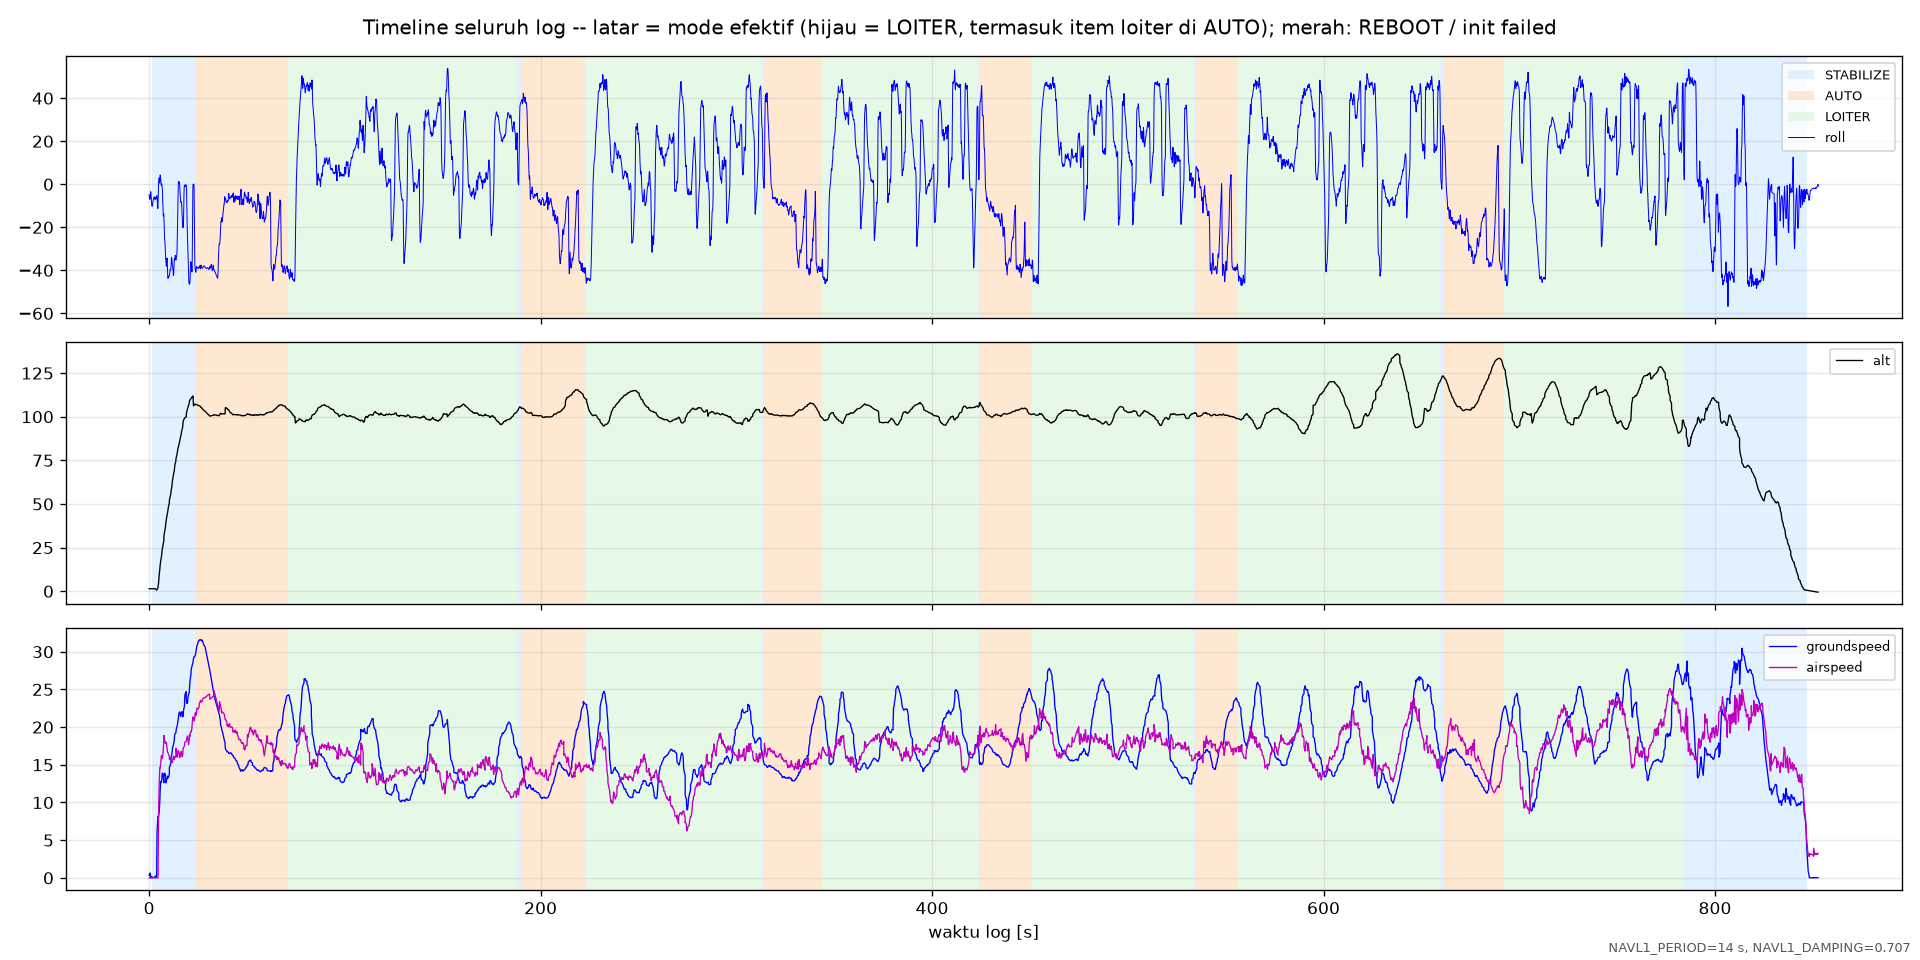 Timeline seluruh log -- latar = mode efektif (hijau = LOITER, termasuk item loiter di AUTO); merah: REBOOT / init failed
STABILIZE
AUTO
LOITER
roll
40
20
0
−20
−40
−60
alt
125
100
75
50
25
0
groundspeed
airspeed
30
25
20
15
10
5
0
0 200 400 600 800
waktu log [s]
NAVL1_PERIOD=14 s, NAVL1_DAMPING=0.707